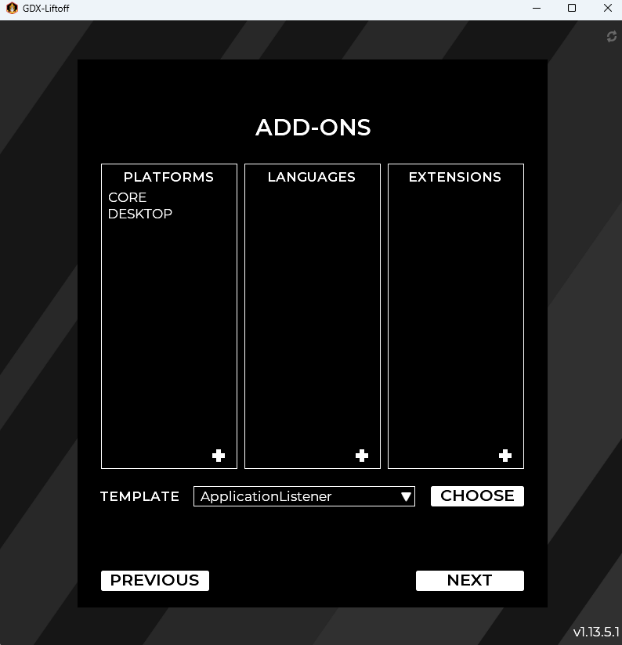 GDX-Liftoff
ADD-ONS
PLATFORMS
CORE
DESKTOP
LANGUAGES
EXTENSIONS
TEMPLATE ApplicationListener CHOOSE
PREVIOUS NEXT
v1.13.5.1